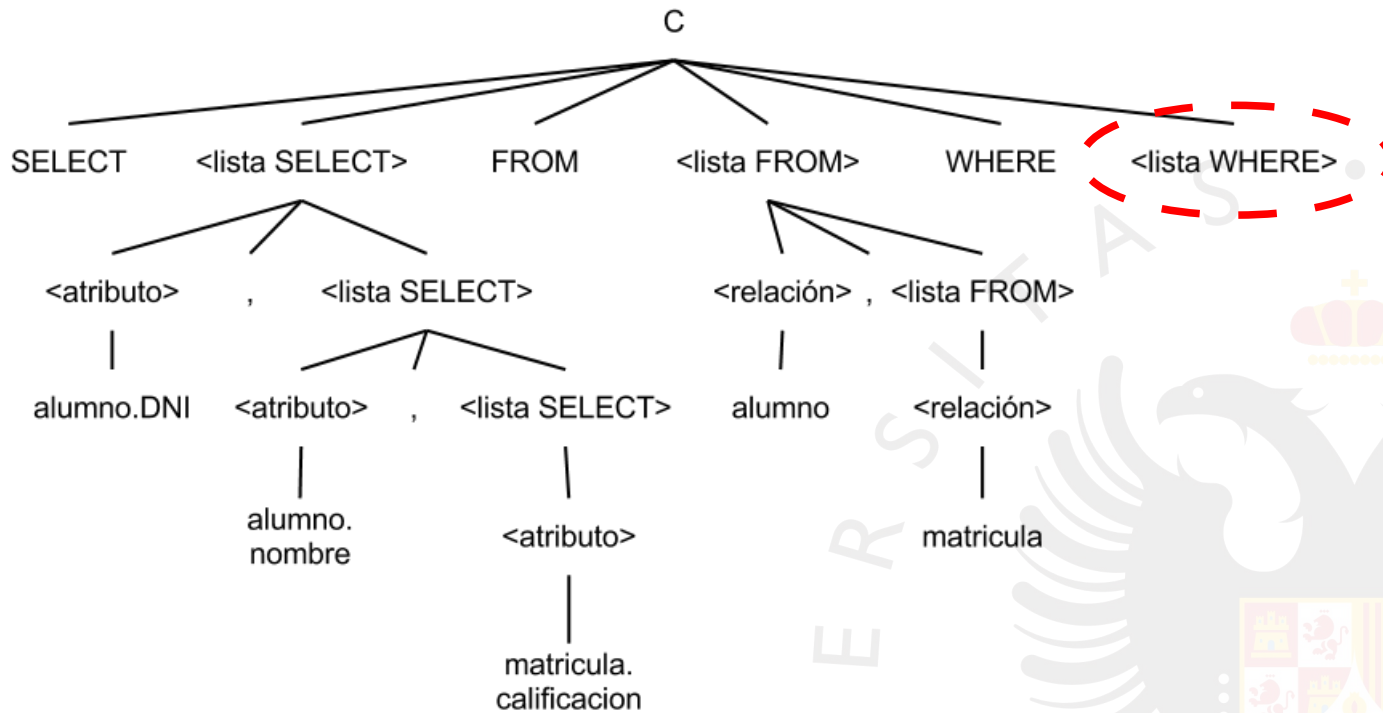 C
SELECT <lista SELECT> FROM <lista FROM> WHERE <lista WHERE>
<atributo> , <lista SELECT> <relación> , <lista FROM>
alumno.DNI <atributo> , <lista SELECT> alumno <relación>
alumno.
nombre
<atributo>
matricula
matricula.
calificacion
E R S I T A S